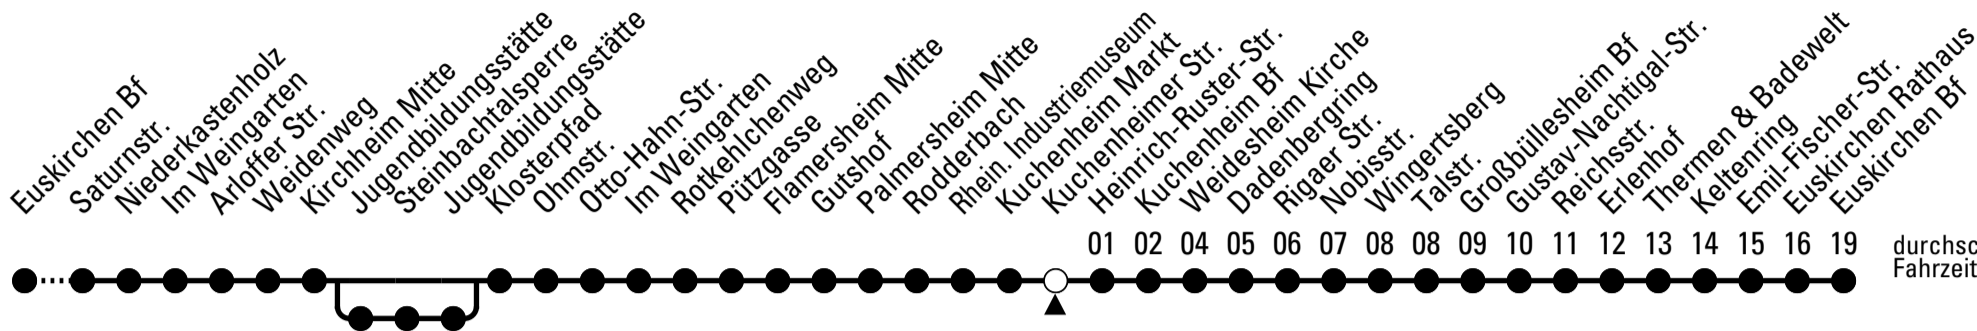 Euskirchen Bf
Saturnstr.
Niederkastenholz
Im Weingarten
Arloffer Str.
Weidenweg
Kirchheim Mitte
Jugendbildungsstätte
Steinbachtalsperre
Jugendbildungsstätte
Klosterpfad
Ohmstr.
Otto-Hahn-Str.
Im Weingarten
Rotkehlchenweg
Pützgasse
Flamersheim Mitte
Gutshof
Palmersheim Mitte
Rodderbach
Rhein. Industriemuseum
Kuchenheim Markt
Kuchenheimer Str.
Heinrich-Ruster-Str.
Kuchenheim Bf
Weidesheim Kirche
Dadenbergring
Rigaer Str.
Nobisstr.
Wingertsberg
Talstr.
Großbüllesheim Bf
Gustav-Nachtigal-Str.
Reichsstr.
Erlenhof
Thermen & Badewelt
Keltenring
Emil-Fischer-Str.
Euskirchen Rathaus
Euskirchen Bf
01 02 04 05 06 07 08 08 09 10 11 12 13 14 15 16 19
durchsc
Fahrzeit